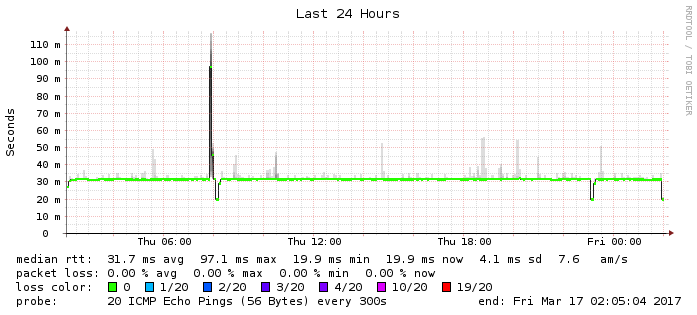 Last 24 Hours
RRDTOOL / TOBI OETIKER
Seconds
110 m
100 m
90 m
80 m
70 m
60 m
50 m
40 m
30 m
20 m
10 m
0
Thu 06:00 Thu 12:00 Thu 18:00 Fri 00:00
median rtt: 31.7 ms avg 97.1 ms max 19.9 ms min 19.9 ms now 4.1 ms sd 7.6 am/s
packet loss: 0.00 % avg 0.00 % max 0.00 % min 0.00 % now
loss color: 0 1/20 2/20 3/20 4/20 10/20 19/20
probe: 20 ICMP Echo Pings (56 Bytes) every 300s end: Fri Mar 17 02:05:04 2017